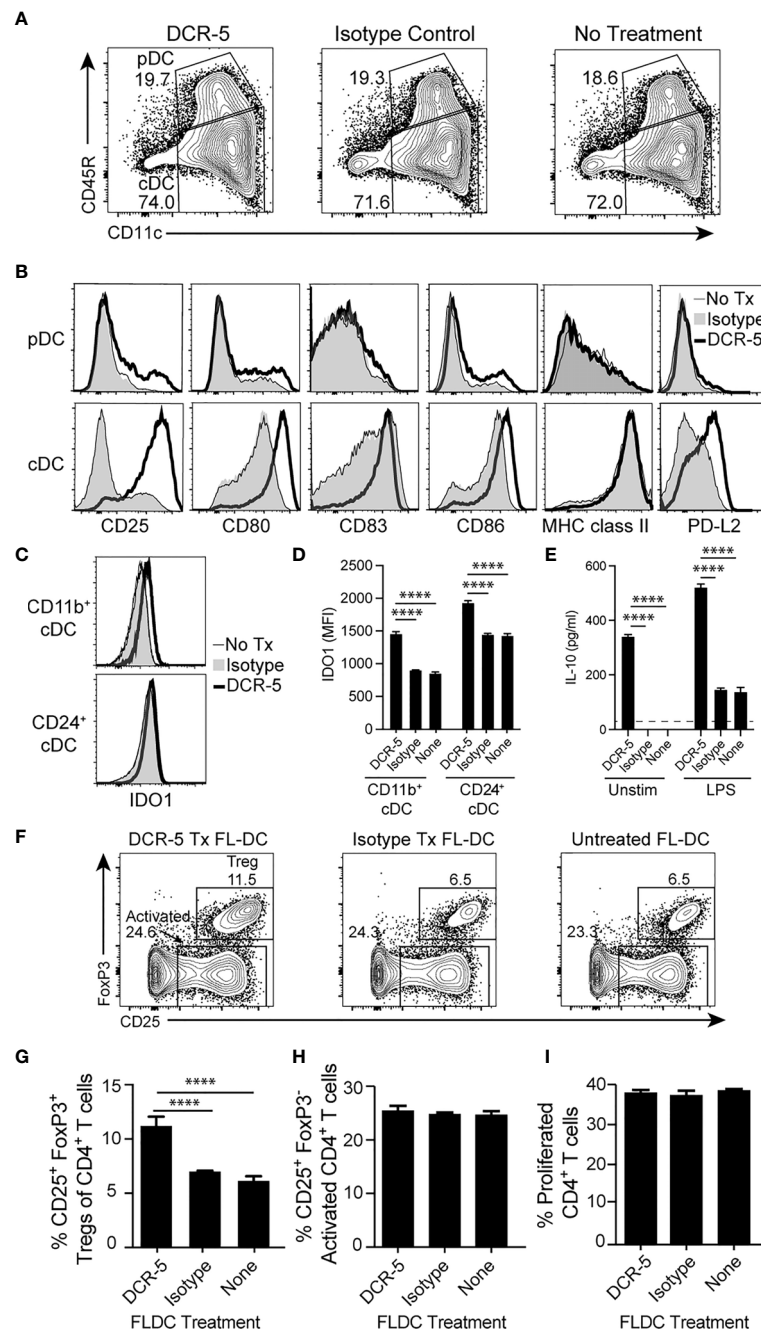 A
DCR-5
Isotype Control
No Treatment
pDC
19.7
19.3
18.6
CD45R
cDC
74.0
71.6
72.0
CD11c
B
pDC
No Tx
Isotype
DCR-5
cDC
CD25
CD80
CD83
CD86
MHC class II
PD-L2
C
CD11b+
cDC
No Tx
Isotype
DCR-5
CD24+
cDC
IDO1
D
IDO1 (MFI)
2500
2000
1500
1000
500
0
****
****
****
****
DCR-5
Isotype
None
DCR-5
Isotype
None
CD11b+
cDC
CD24+
cDC
E
IL-10 (pg/ml)
600
400
200
0
****
****
****
****
DCR-5
Isotype
None
DCR-5
Isotype
None
Unstim
LPS
F
DCR-5 Tx FL-DC
Isotype Tx FL-DC
Untreated FL-DC
Treg
11.5
6.5
6.5
Activated
24.6
24.3
23.3
FoxP3
CD25
G
% CD25+ FoxP3+
Tregs of CD4+ T cells
15
10
5
0
****
****
DCR-5
Isotype
None
FLDC Treatment
H
% CD25+ FoxP3-
Activated CD4+ T cells
30
20
10
0
DCR-5
Isotype
None
FLDC Treatment
I
% Proliferated
CD4+ T cells
40
30
20
10
0
DCR-5
Isotype
None
FLDC Treatment